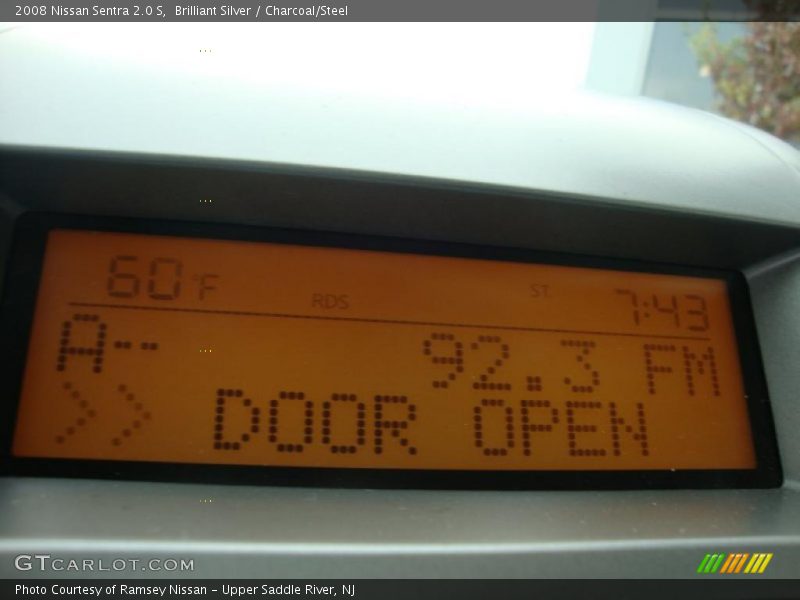 2008 Nissan Sentra 2.0 S,  Brilliant Silver / Charcoal/Steel
60°F RDS ST. 7:43
A-- 92.3 FM
>> DOOR OPEN
GTCARLOT.COM
Photo Courtesy of Ramsey Nissan - Upper Saddle River, NJ